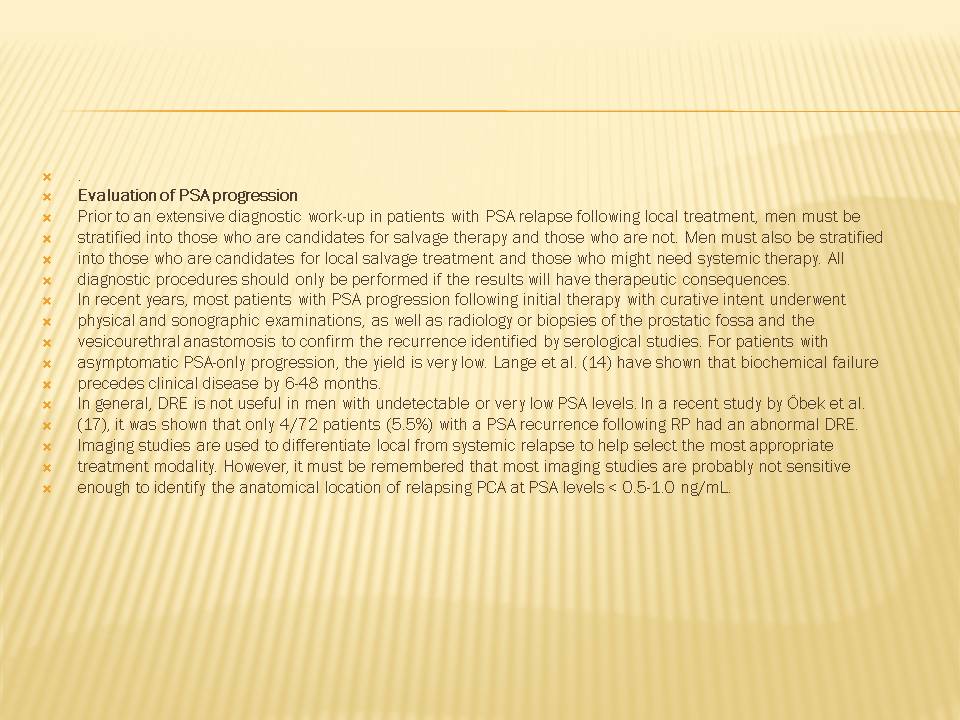 .
Evaluation of PSA progression
Prior to an extensive diagnostic work-up in patients with PSA relapse following local treatment, men must be
stratified into those who are candidates for salvage therapy and those who are not. Men must also be stratified
into those who are candidates for local salvage treatment and those who might need systemic therapy. All
diagnostic procedures should only be performed if the results will have therapeutic consequences.
In recent years, most patients with PSA progression following initial therapy with curative intent underwent
physical and sonographic examinations, as well as radiology or biopsies of the prostatic fossa and the
vesicourethral anastomosis to confirm the recurrence identified by serological studies. For patients with
asymptomatic PSA-only progression, the yield is very low. Lange et al. (14) have shown that biochemical failure
precedes clinical disease by 6-48 months.
In general, DRE is not useful in men with undetectable or very low PSA levels. In a recent study by Öbek et al.
(17), it was shown that only 4/72 patients (5.5%) with a PSA recurrence following RP had an abnormal DRE.
Imaging studies are used to differentiate local from systemic relapse to help select the most appropriate
treatment modality. However, it must be remembered that most imaging studies are probably not sensitive
enough to identify the anatomical location of relapsing PCA at PSA levels < 0.5-1.0 ng/mL.